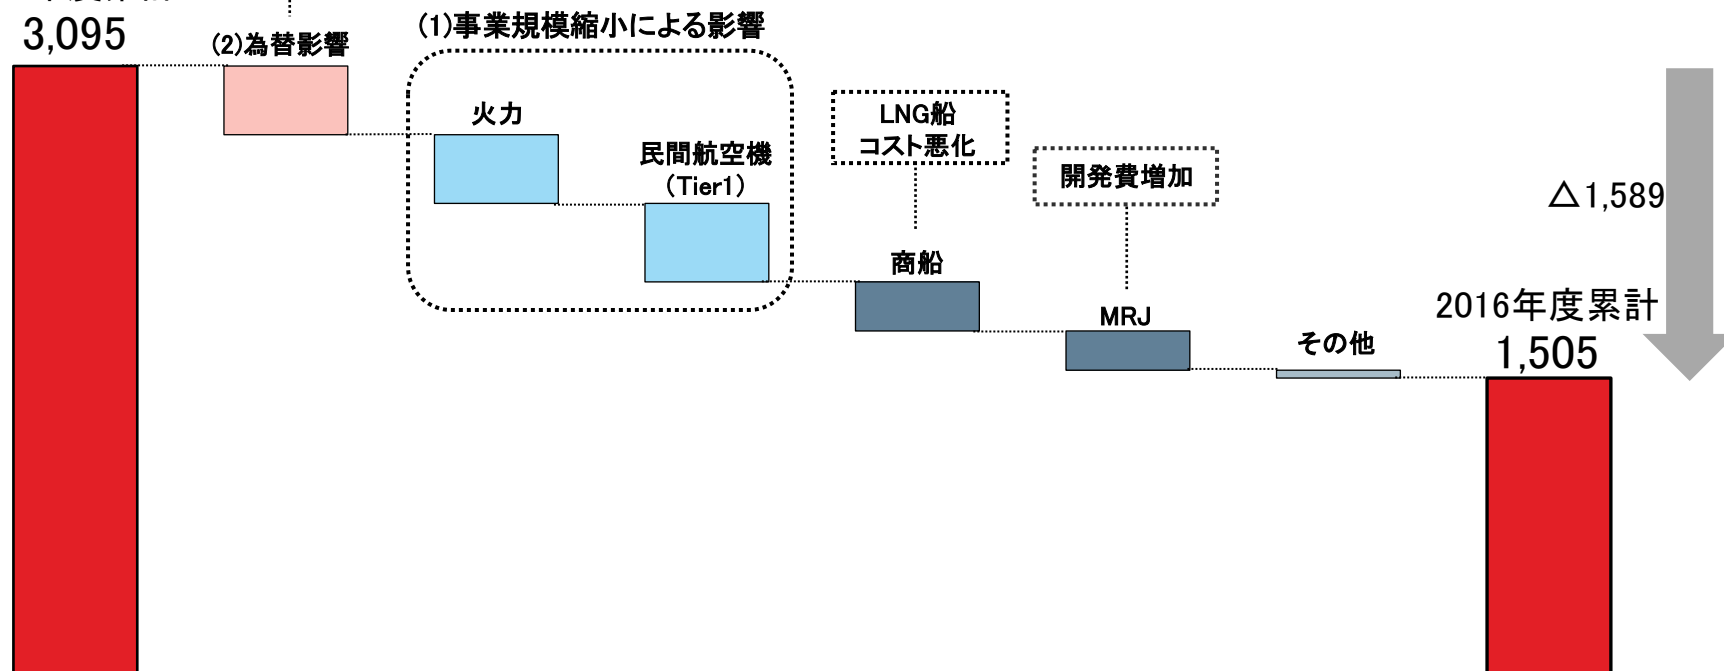 3,095
(2)為替影響
(1)事業規模縮小による影響
火力
民間航空機
(Tier1)
LNG船
コスト悪化
開発費増加
商船
MRJ
その他
△1,589
2016年度累計
1,505